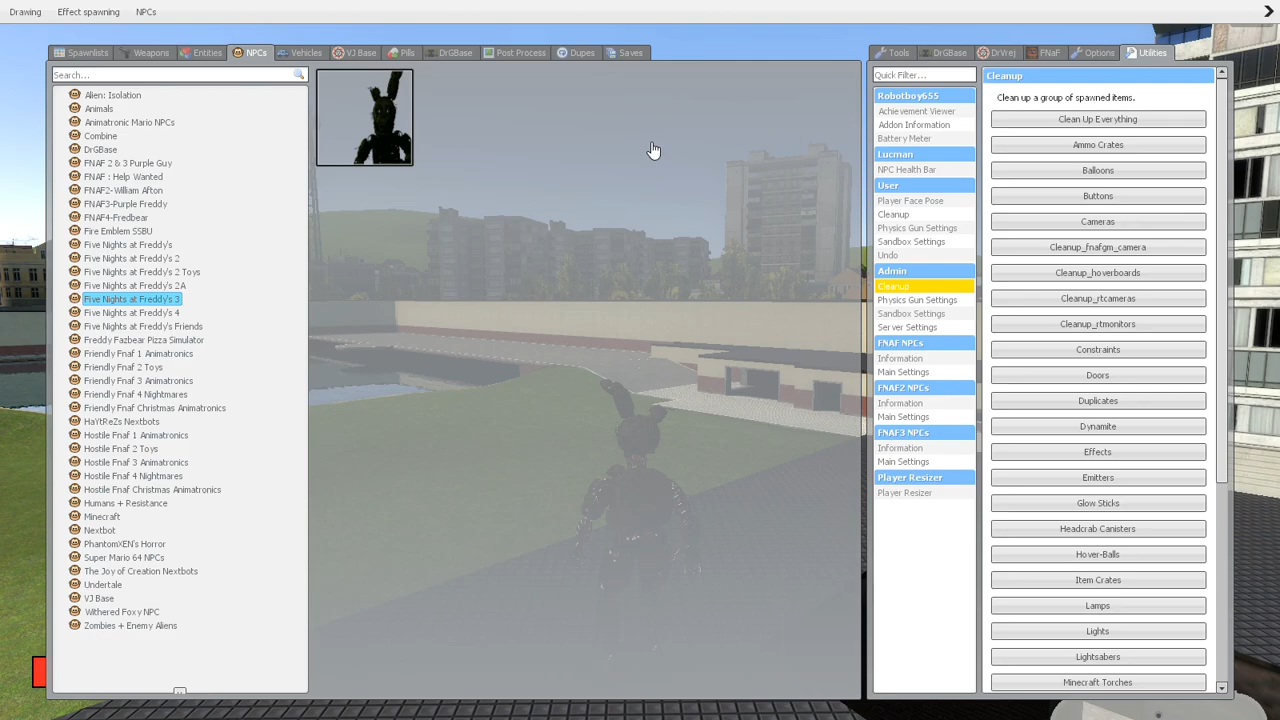 Drawing Effect spawning NPCs
Spawnlists Weapons Entities NPCs Vehicles VJ Base Pills DrGBase Post Process Dupes Saves
Search...
Alien: Isolation
Animals
Animatronic Mario NPCs
Combine
DrGBase
FNAF 2 & 3 Purple Guy
FNAF : Help Wanted
FNAF2-William Afton
FNAF3-Purple Freddy
FNAF4-Fredbear
Fire Emblem SSBU
Five Nights at Freddy's
Five Nights at Freddy's 2
Five Nights at Freddy's 2 Toys
Five Nights at Freddy's 2A
Five Nights at Freddy's 3
Five Nights at Freddy's 4
Five Nights at Freddy's Friends
Freddy Fazbear Pizza Simulator
Friendly Fnaf 1 Animatronics
Friendly Fnaf 2 Toys
Friendly Fnaf 3 Animatronics
Friendly Fnaf 4 Nightmares
Friendly Fnaf Christmas Animatronics
HaYtReZs Nextbots
Hostile Fnaf 1 Animatronics
Hostile Fnaf 2 Toys
Hostile Fnaf 3 Animatronics
Hostile Fnaf 4 Nightmares
Hostile Fnaf Christmas Animatronics
Humans + Resistance
Minecraft
Nextbot
PhantomXEN's Horror
Super Mario 64 NPCs
The Joy of Creation Nextbots
Undertale
VJ Base
Withered Foxy NPC
Zombies + Enemy Aliens
Tools DrGBase DrVrej FNaF Options Utilities
Quick Filter...
Robotboy655
Achievement Viewer
Addon Information
Battery Meter
Lucman
NPC Health Bar
User
Player Face Pose
Cleanup
Physics Gun Settings
Sandbox Settings
Undo
Admin
Cleanup
Physics Gun Settings
Sandbox Settings
Server Settings
FNAF NPCs
Information
Main Settings
FNAF2 NPCs
Information
Main Settings
FNAF3 NPCs
Information
Main Settings
Player Resizer
Player Resizer
Cleanup
Clean up a group of spawned items.
Clean Up Everything
Ammo Crates
Balloons
Buttons
Cameras
Cleanup_fnafgm_camera
Cleanup_hoverboards
Cleanup_rtcameras
Cleanup_rtmonitors
Constraints
Doors
Duplicates
Dynamite
Effects
Emitters
Glow Sticks
Headcrab Canisters
Hover-Balls
Item Crates
Lamps
Lights
Lightsabers
Minecraft Torches